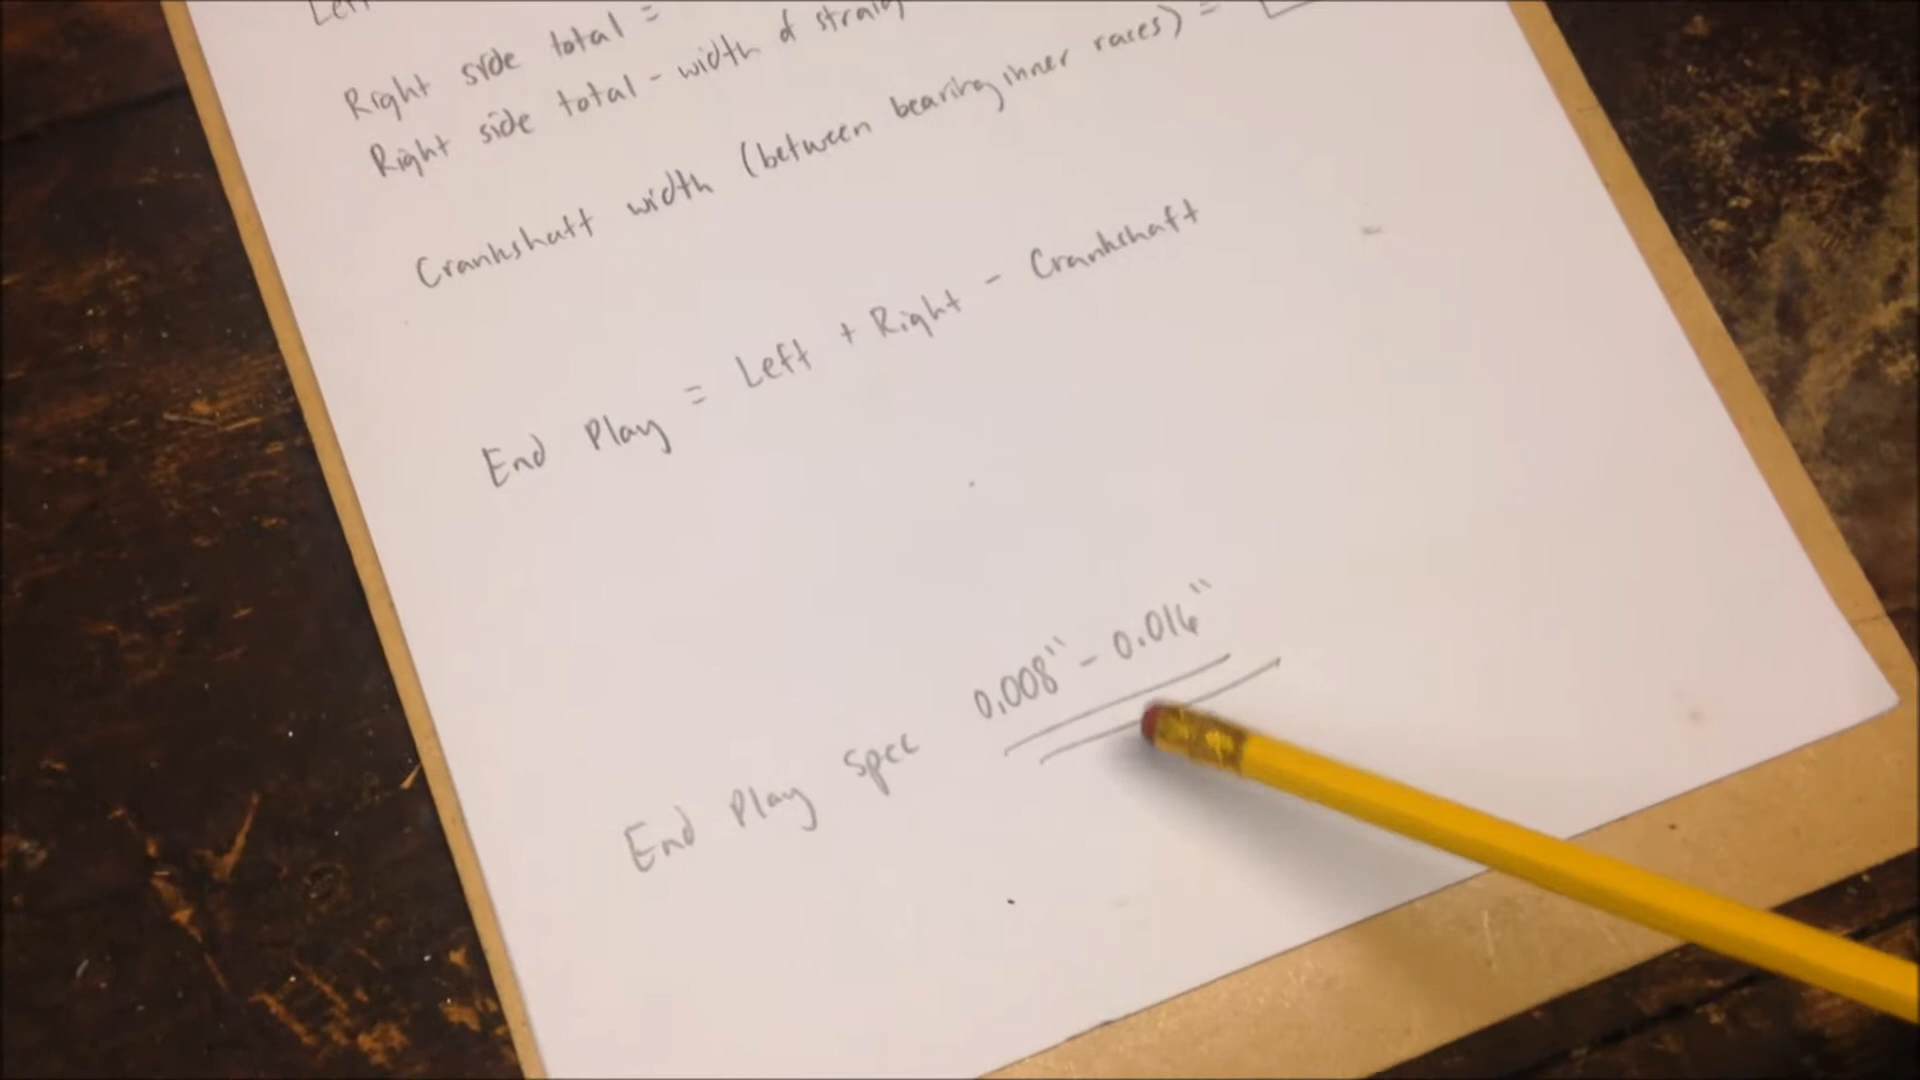 Left
Right side total =
Right side total - width of
Crankshaft width (between bearing inner races) =
End Play = Left + Right - Crankshaft
End Play spec 0.008" - 0.016"